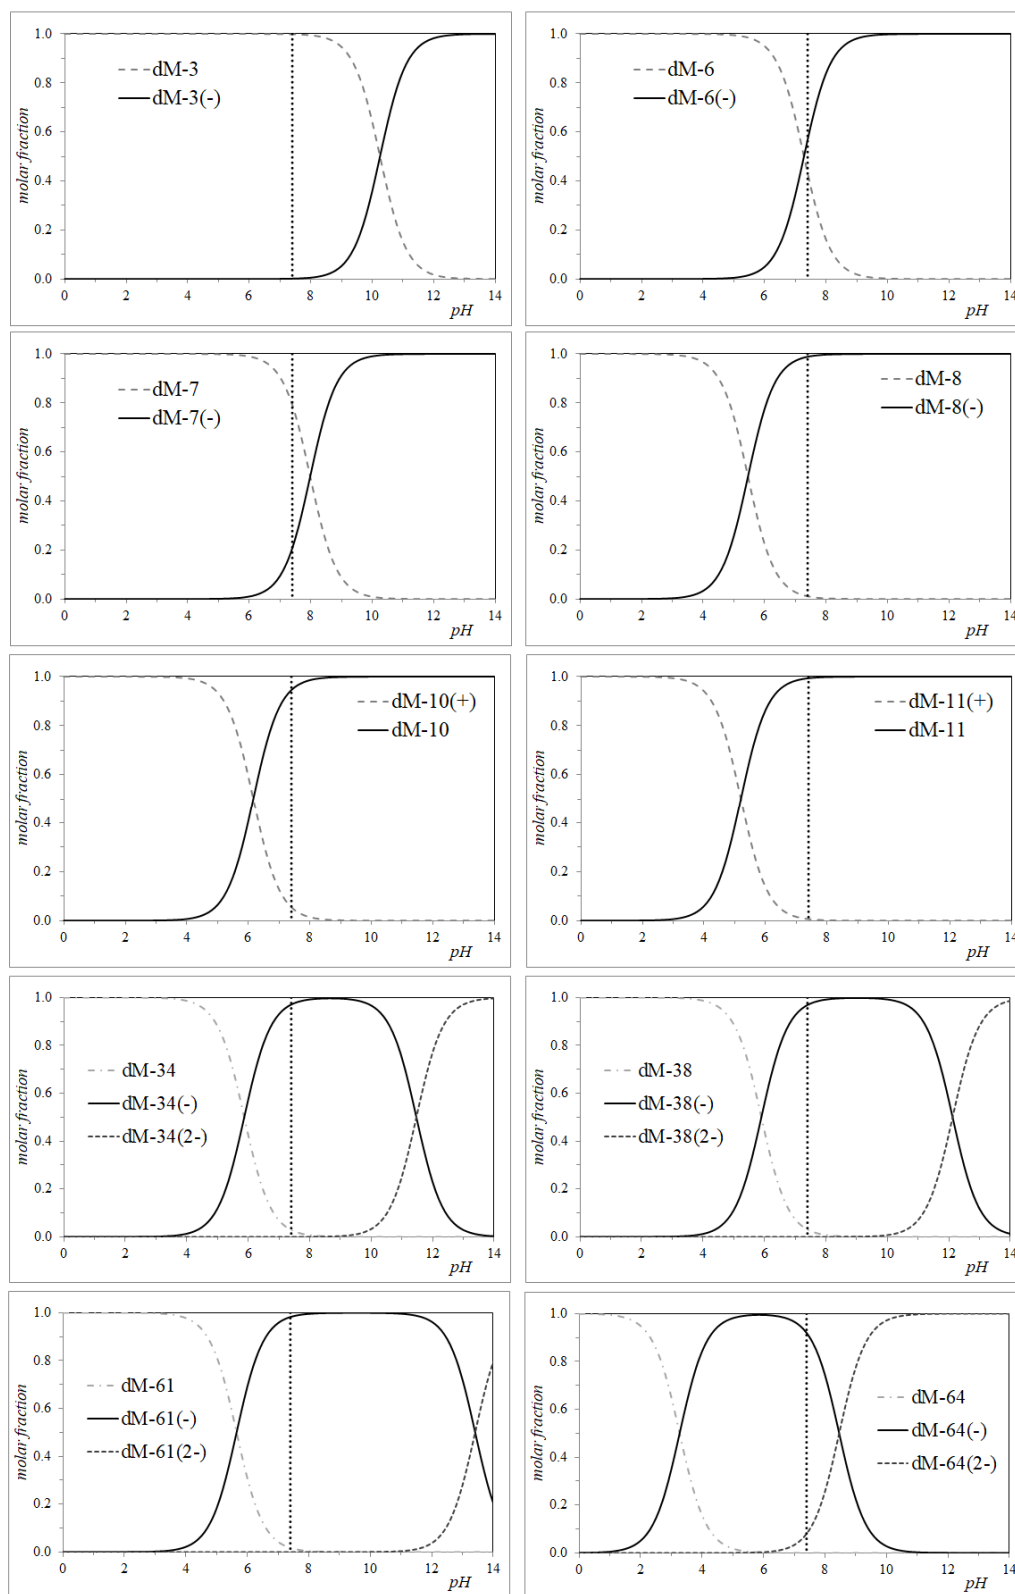 1.0
0.8
0.6
0.4
0.2
0.0
molar fraction
dM-3
dM-3(-)
0 2 4 6 8 10 12 14
pH
1.0
0.8
0.6
0.4
0.2
0.0
molar fraction
dM-6
dM-6(-)
0 2 4 6 8 10 12 14
pH
1.0
0.8
0.6
0.4
0.2
0.0
molar fraction
dM-7
dM-7(-)
0 2 4 6 8 10 12 14
pH
1.0
0.8
0.6
0.4
0.2
0.0
molar fraction
dM-8
dM-8(-)
0 2 4 6 8 10 12 14
pH
1.0
0.8
0.6
0.4
0.2
0.0
molar fraction
dM-10(+)
dM-10
0 2 4 6 8 10 12 14
pH
1.0
0.8
0.6
0.4
0.2
0.0
molar fraction
dM-11(+)
dM-11
0 2 4 6 8 10 12 14
pH
1.0
0.8
0.6
0.4
0.2
0.0
molar fraction
dM-34
dM-34(-)
dM-34(2-)
0 2 4 6 8 10 12 14
pH
1.0
0.8
0.6
0.4
0.2
0.0
molar fraction
dM-38
dM-38(-)
dM-38(2-)
0 2 4 6 8 10 12 14
pH
1.0
0.8
0.6
0.4
0.2
0.0
molar fraction
dM-61
dM-61(-)
dM-61(2-)
0 2 4 6 8 10 12 14
pH
1.0
0.8
0.6
0.4
0.2
0.0
molar fraction
dM-64
dM-64(-)
dM-64(2-)
0 2 4 6 8 10 12 14
pH